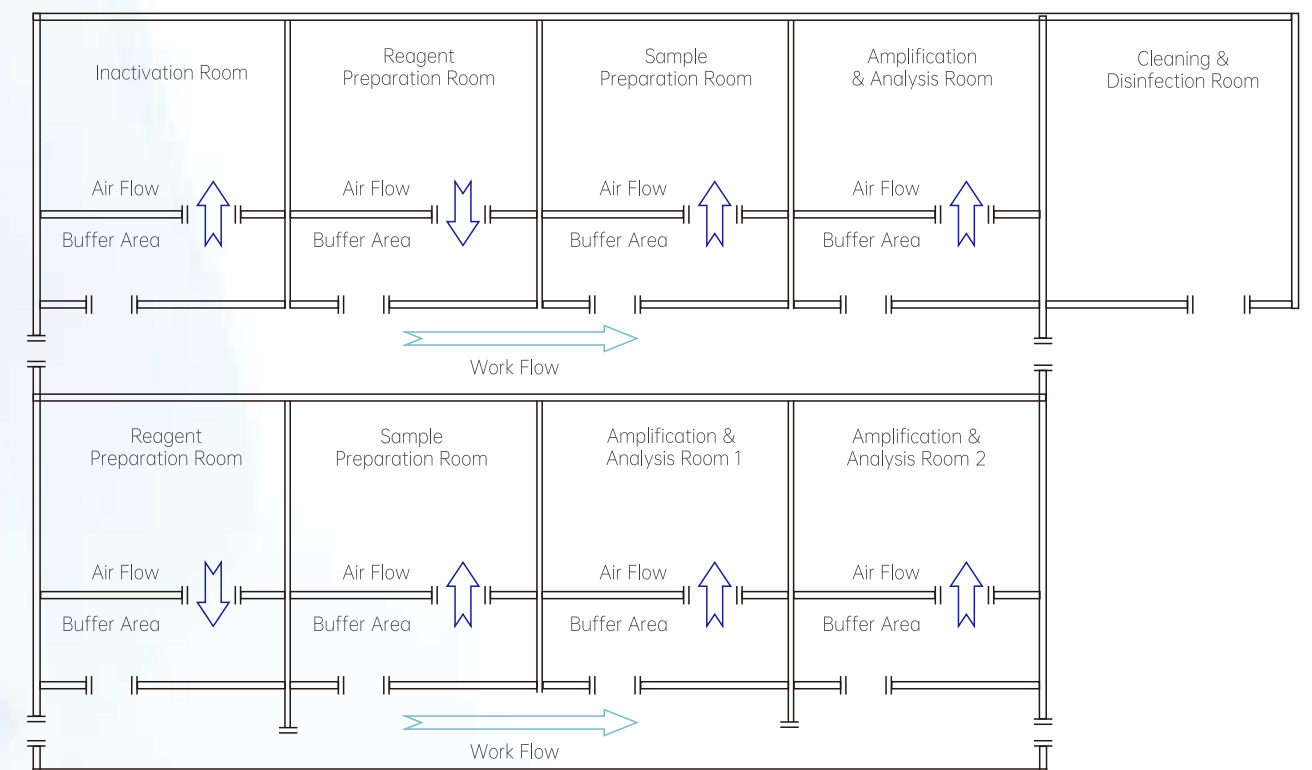 Inactivation Room
Reagent
Preparation Room
Sample
Preparation Room
Amplification
& Analysis Room
Cleaning &
Disinfection Room
Air Flow
Air Flow
Air Flow
Air Flow
Buffer Area
Buffer Area
Buffer Area
Buffer Area
Work Flow
Reagent
Preparation Room
Sample
Preparation Room
Amplification &
Analysis Room 1
Amplification &
Analysis Room 2
Air Flow
Air Flow
Air Flow
Air Flow
Buffer Area
Buffer Area
Buffer Area
Buffer Area
Work Flow